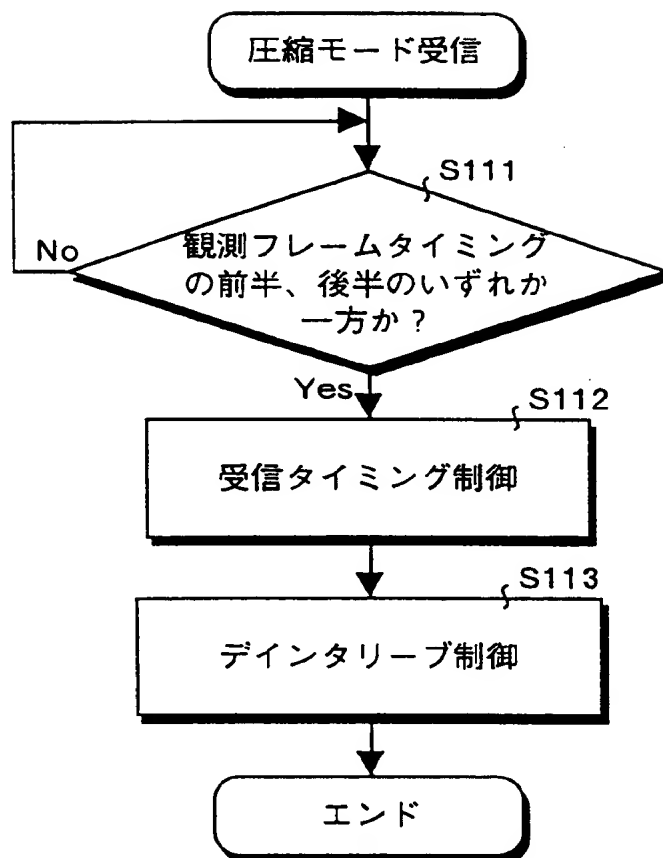 圧縮モード受信
S111
No
観測フレームタイミング
の前半、後半のいずれか
一方か？
Yes
S112
受信タイミング制御
S113
デインタリーブ制御
エンド